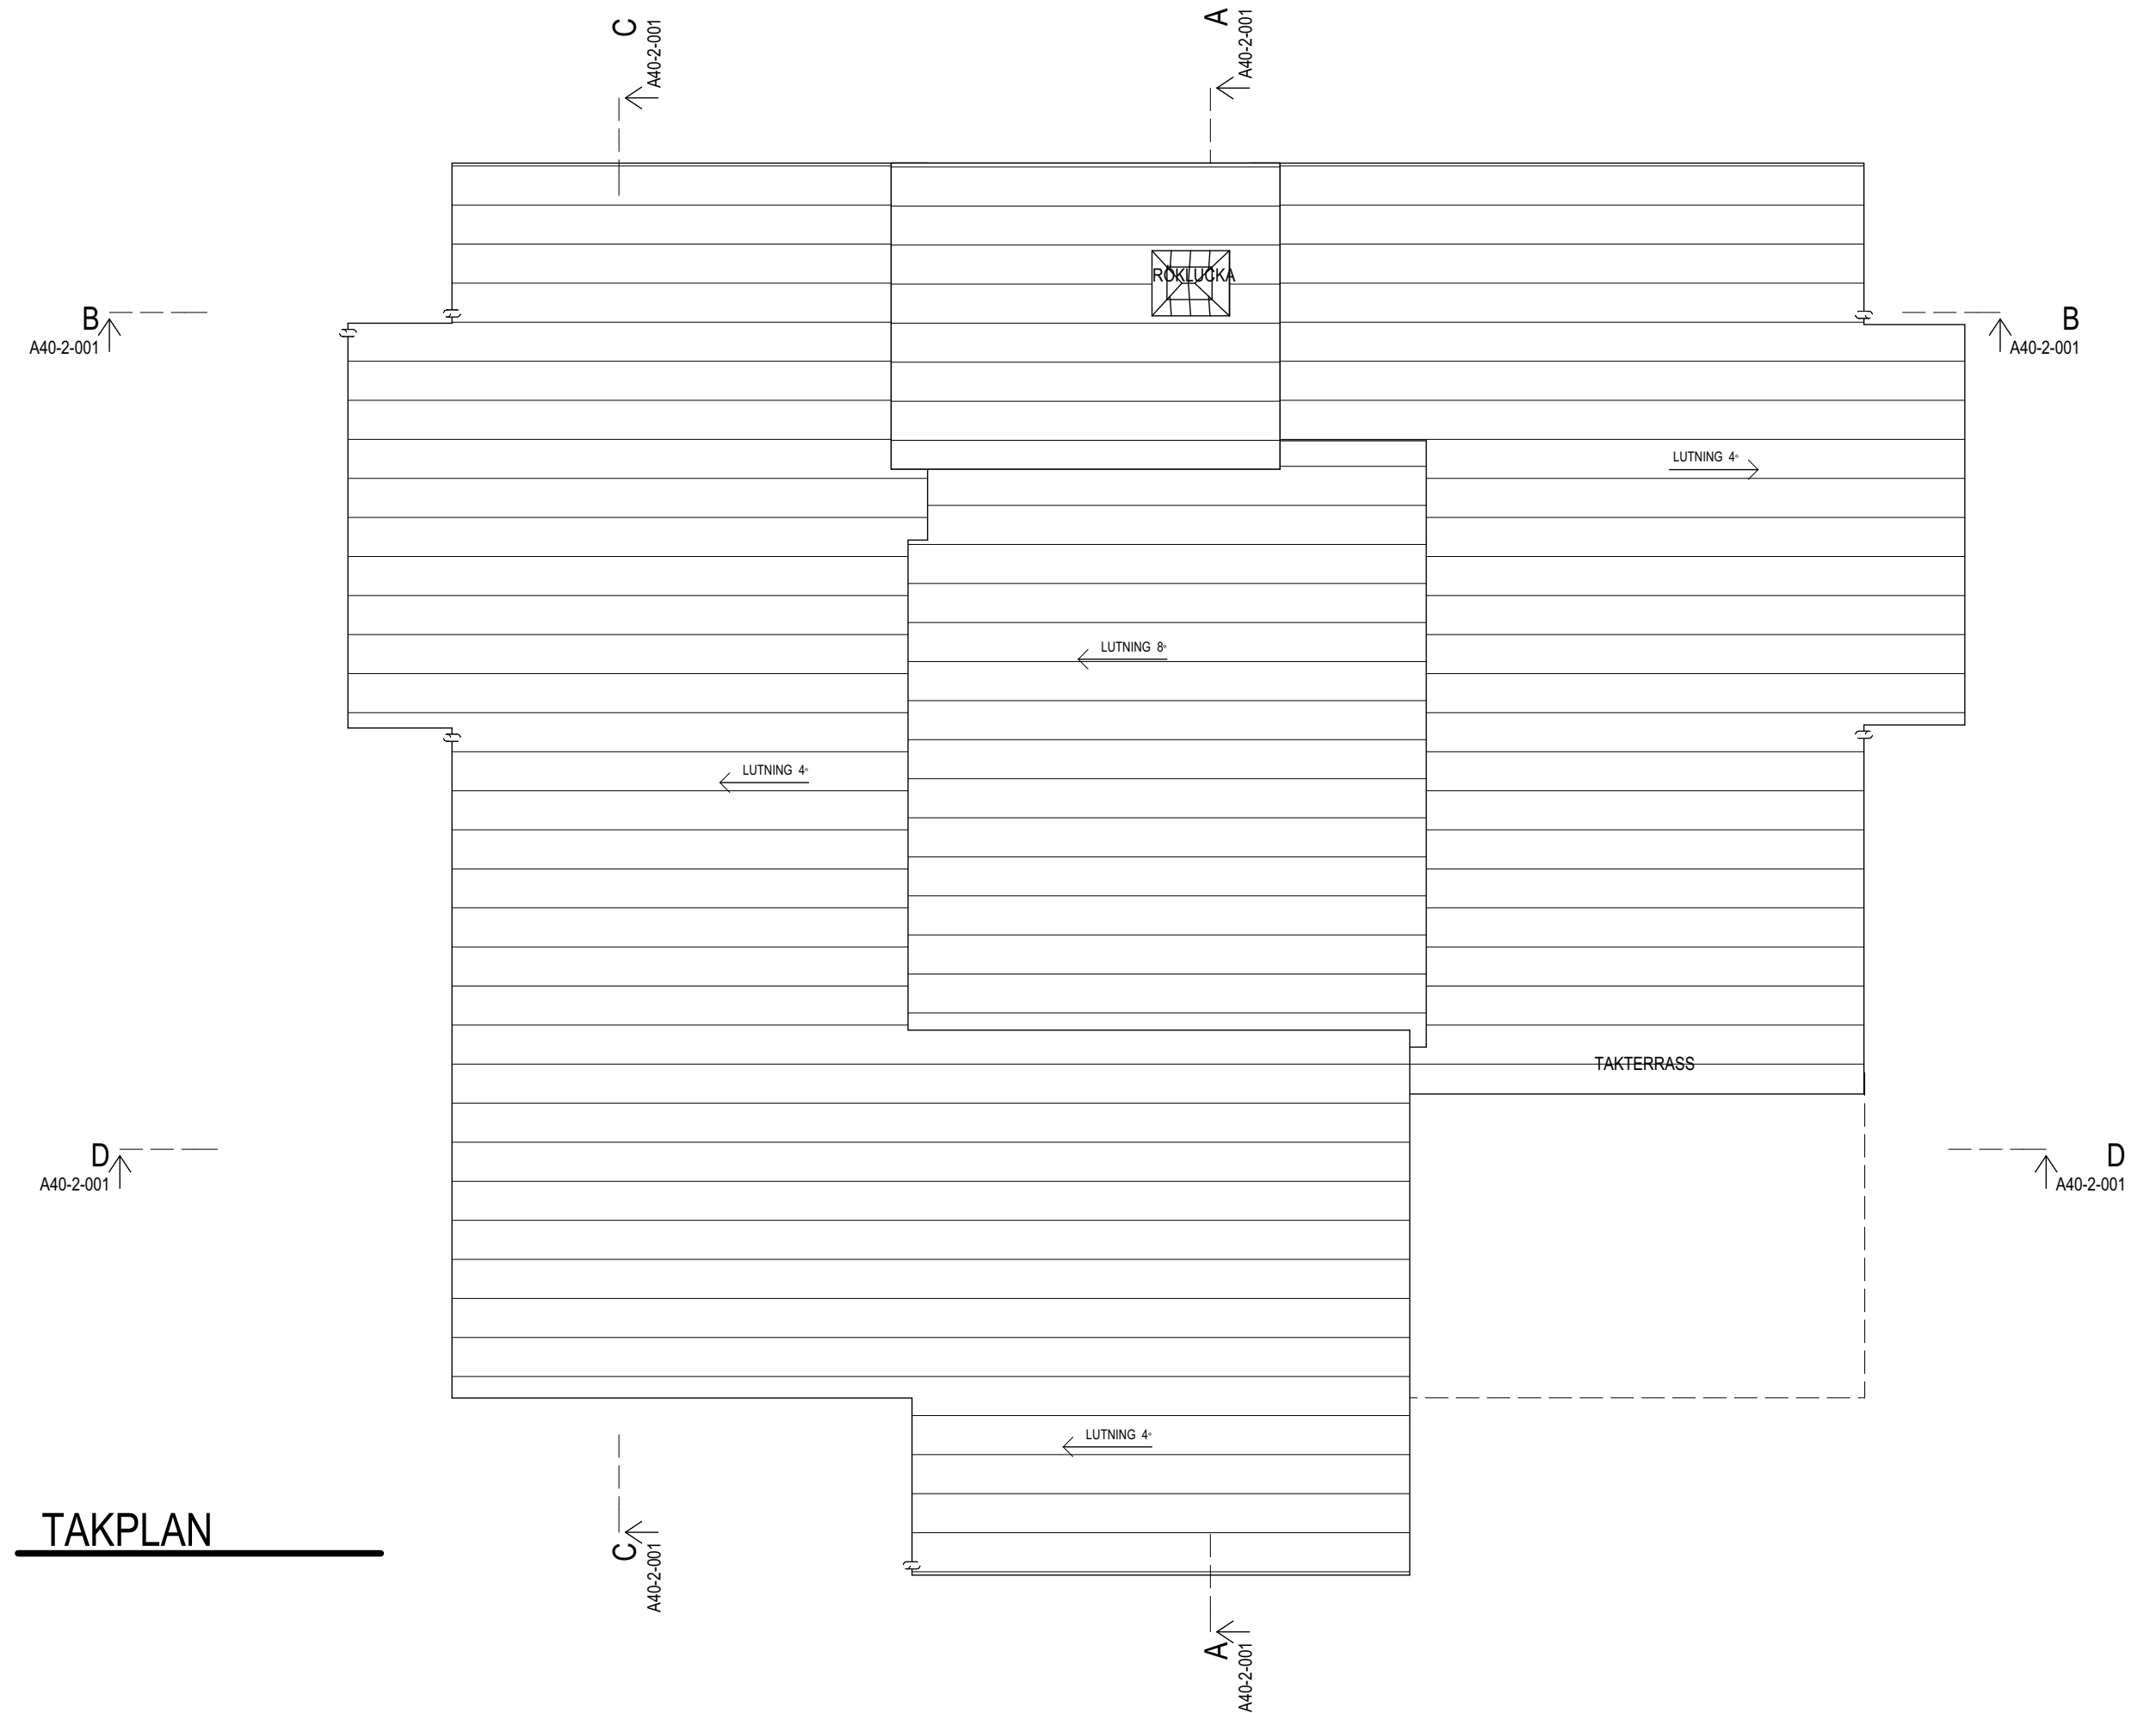 C
A40-2-001
A
A40-2-001
RÖKLUCKA
B
A40-2-001
B
A40-2-001
LUTNING 4°
LUTNING 8°
LUTNING 4°
TAKTERRASS
D
A40-2-001
D
A40-2-001
LUTNING 4°
TAKPLAN
C
A40-2-001
A
A40-2-001